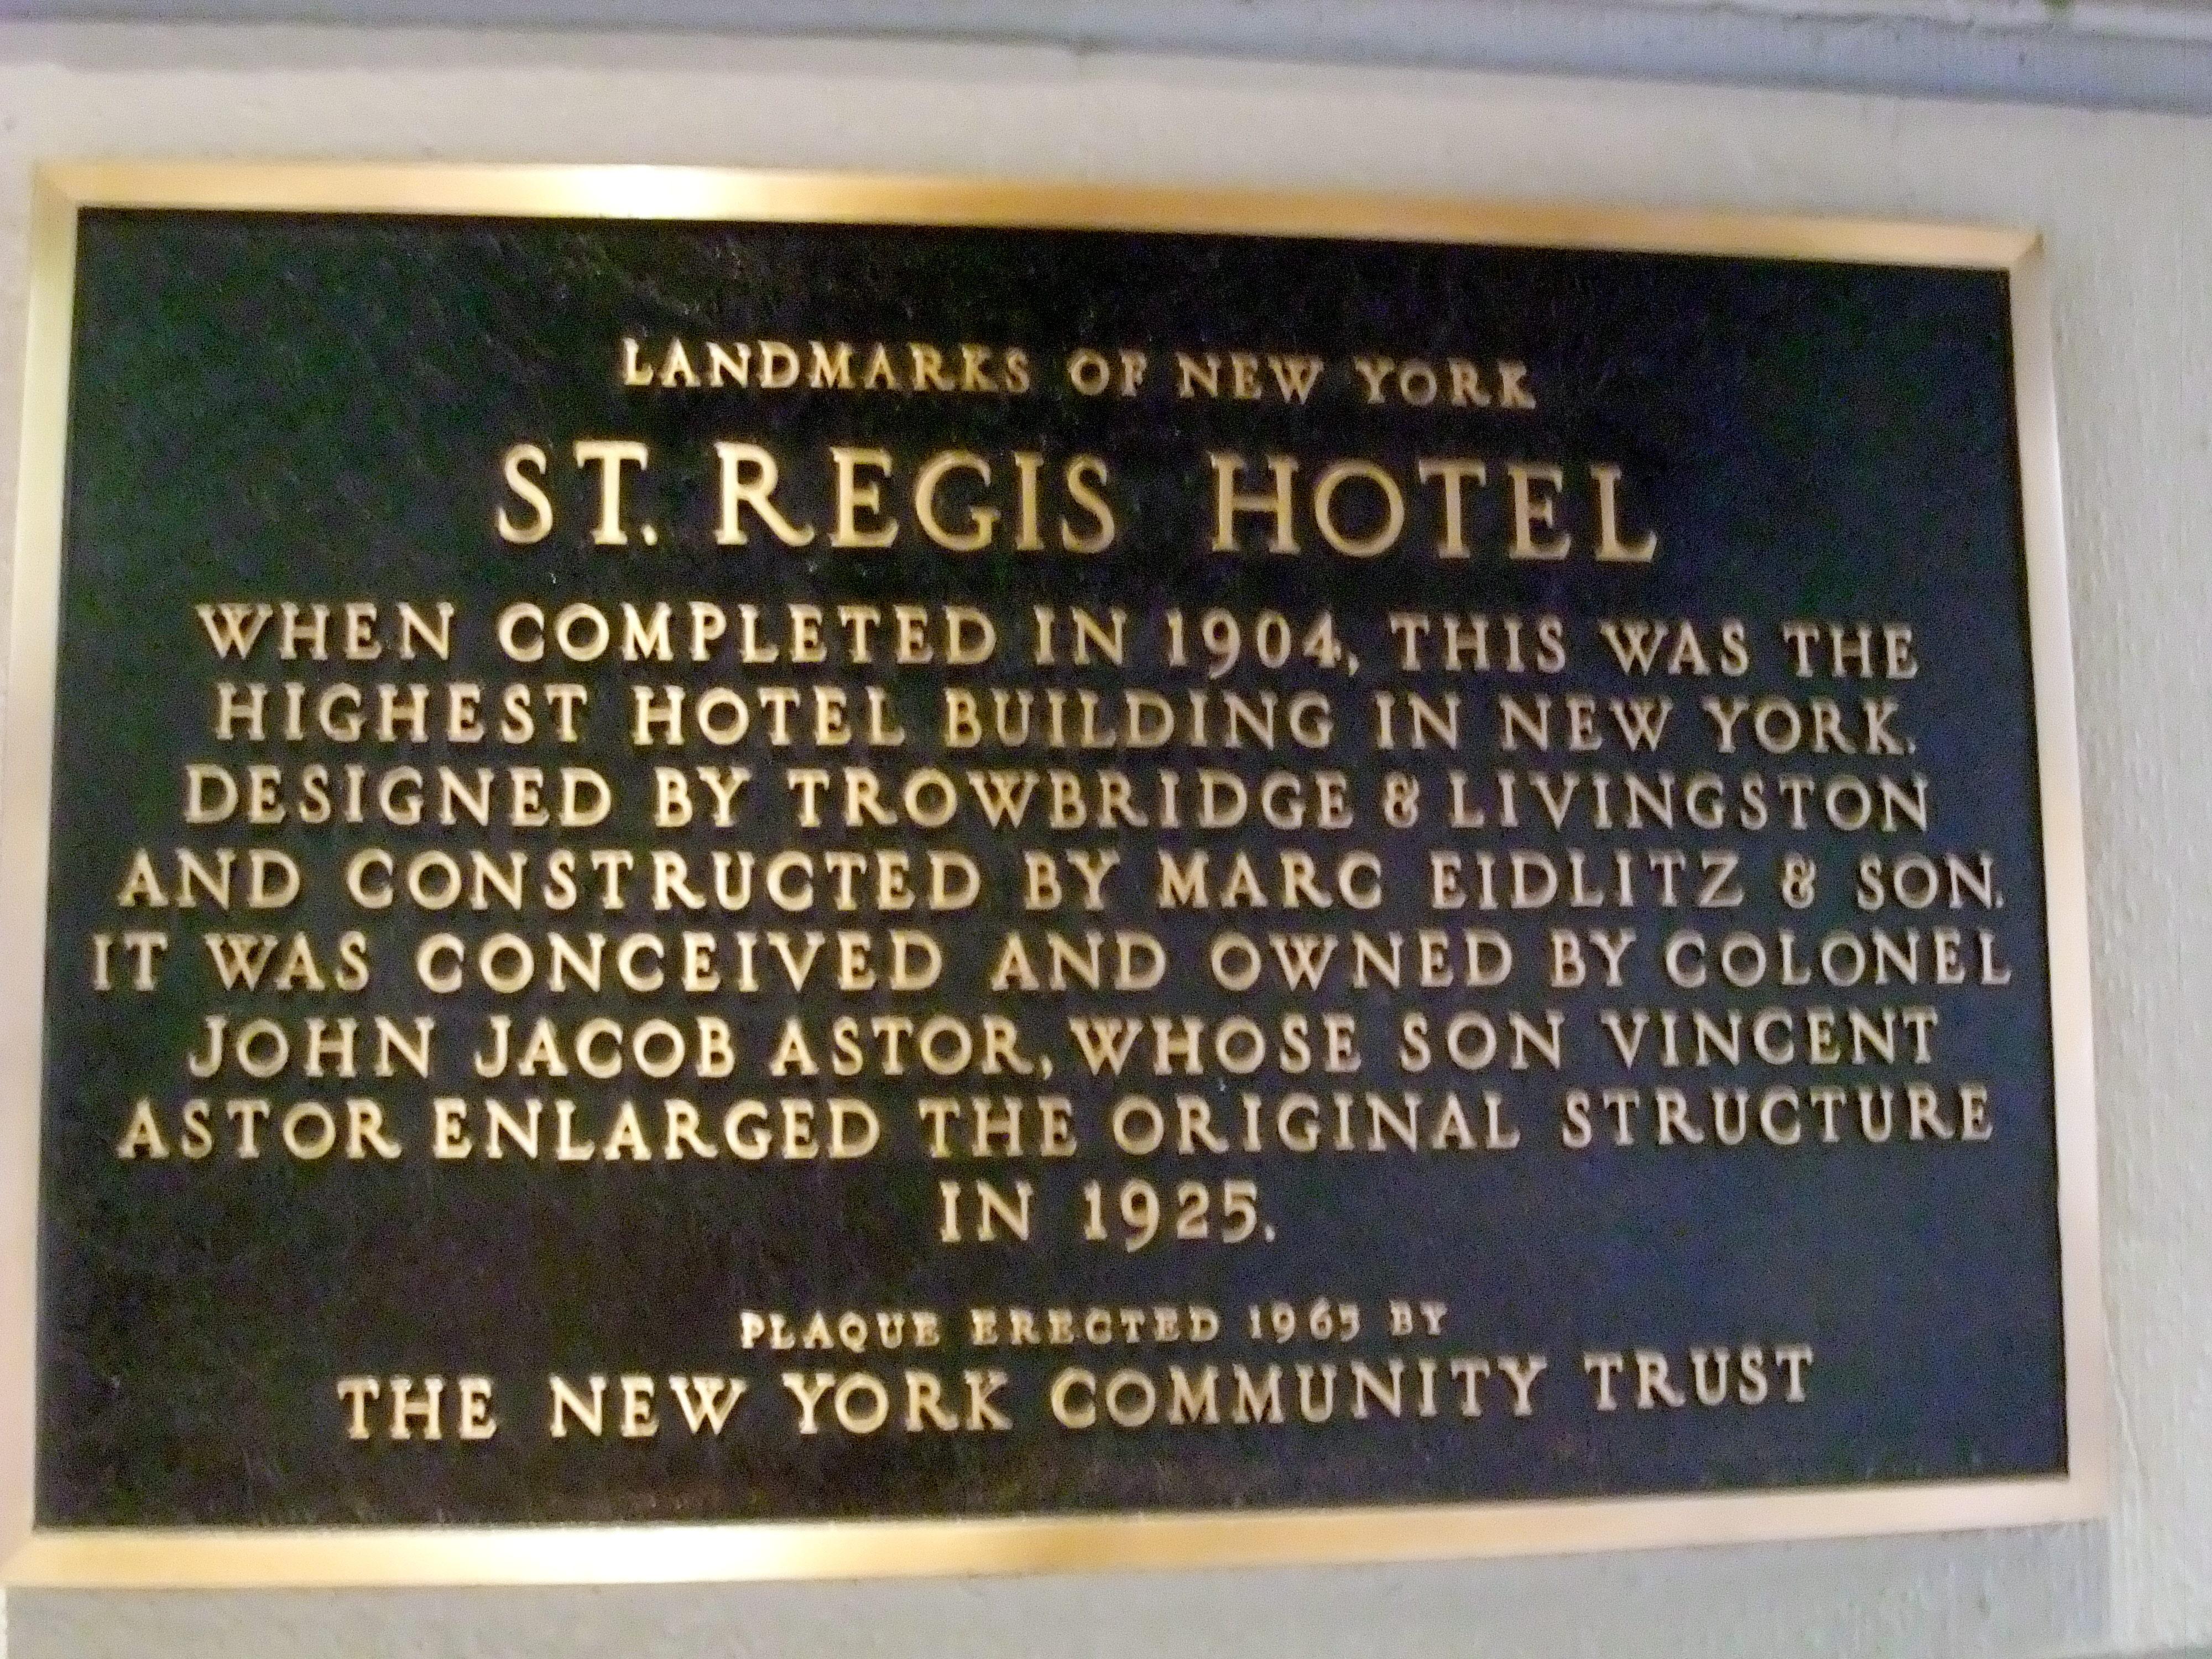 LANDMARKS OF NEW YORK
ST. REGIS HOTEL
WHEN COMPLETED IN 1904, THIS WAS THE
HIGHEST HOTEL BUILDING IN NEW YORK.
DESIGNED BY TROWBRIDGE & LIVINGSTON
AND CONSTRUCTED BY MARC EIDLITZ & SON.
IT WAS CONCEIVED AND OWNED BY COLONEL
JOHN JACOB ASTOR, WHOSE SON VINCENT
ASTOR ENLARGED THE ORIGINAL STRUCTURE
IN 1925.
PLAQUE ERECTED 1965 BY
THE NEW YORK COMMUNITY TRUST